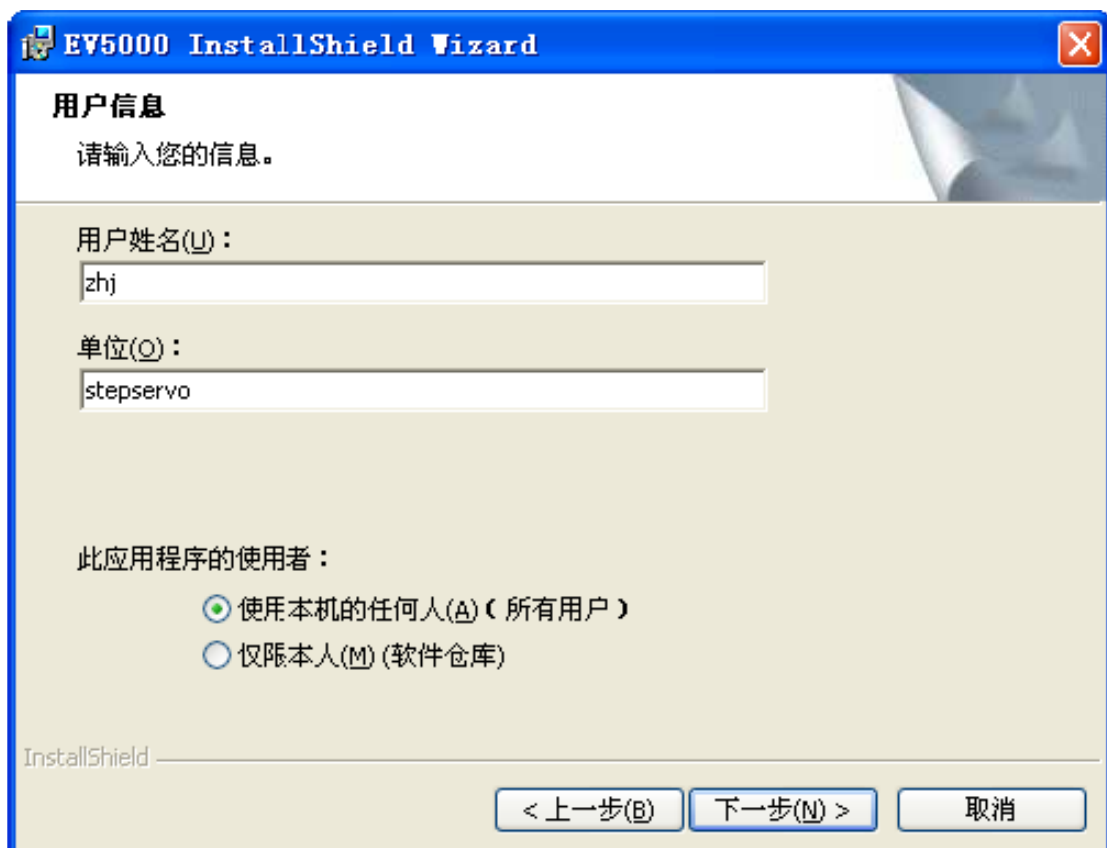 EV5000 InstallShield Wizard
用户信息
请输入您的信息。
用户姓名(U)：
zhj
单位(O)：
stepservo
此应用程序的使用者：
使用本机的任何人(A)（所有用户）
仅限本人(M) (软件仓库)
InstallShield
< 上一步(B) 下一步(N) > 取消